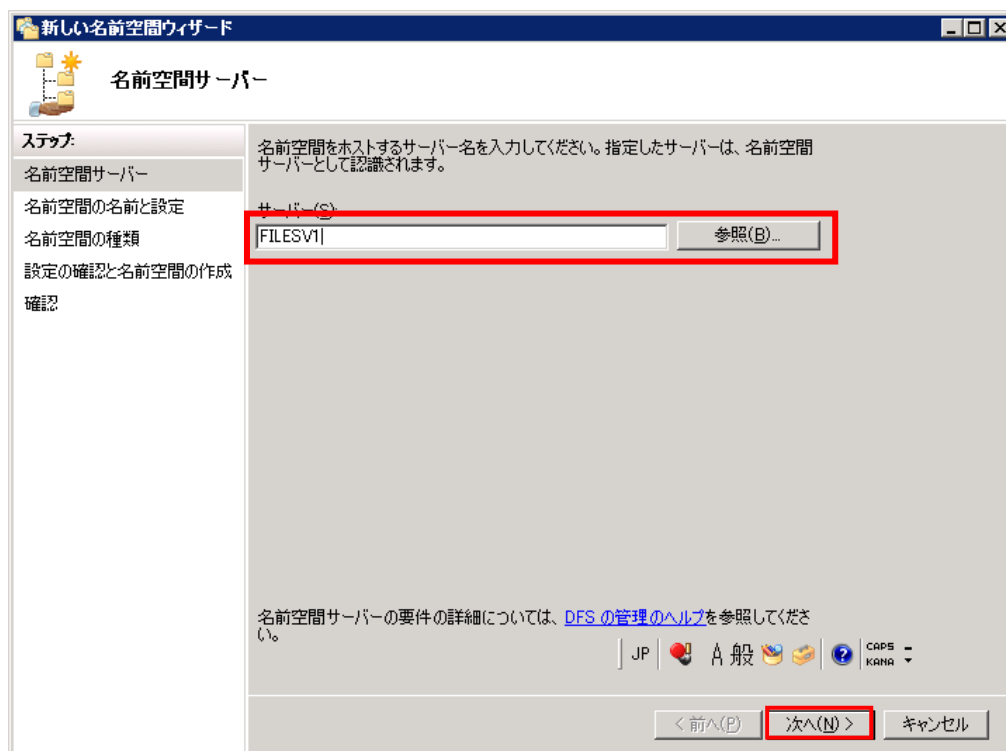 新しい名前空間ウィザード
名前空間サーバー
ステップ:
名前空間サーバー
名前空間の名前と設定
名前空間の種類
設定の確認と名前空間の作成
確認
名前空間をホストするサーバー名を入力してください。指定したサーバーは、名前空間
サーバーとして認識されます。
サーバー(S):
FILESV1
参照(B)...
名前空間サーバーの要件の詳細については、DFS の管理のヘルプを参照してくださ
い。
JP A 般 CAPS
KANA
< 前へ(P) 次へ(N) > キャンセル